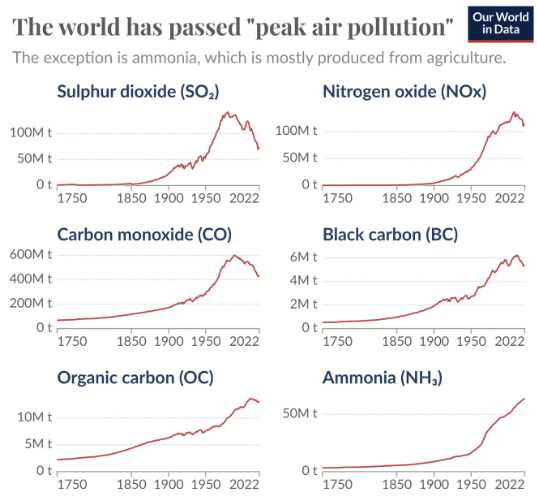 The world has passed "peak air pollution"
Our World
in Data
The exception is ammonia, which is mostly produced from agriculture.
Sulphur dioxide (SO₂)
100M t
50M t
0 t
1750 1850 1900 1950 2022
Nitrogen oxide (NOx)
100M t
50M t
0 t
1750 1850 1900 1950 2022
Carbon monoxide (CO)
600M t
400M t
200M t
0 t
1750 1850 1900 1950 2022
Black carbon (BC)
6M t
4M t
2M t
0 t
1750 1850 1900 1950 2022
Organic carbon (OC)
10M t
5M t
0 t
1750 1850 1900 1950 2022
Ammonia (NH₃)
50M t
0 t
1750 1850 1900 1950 2022